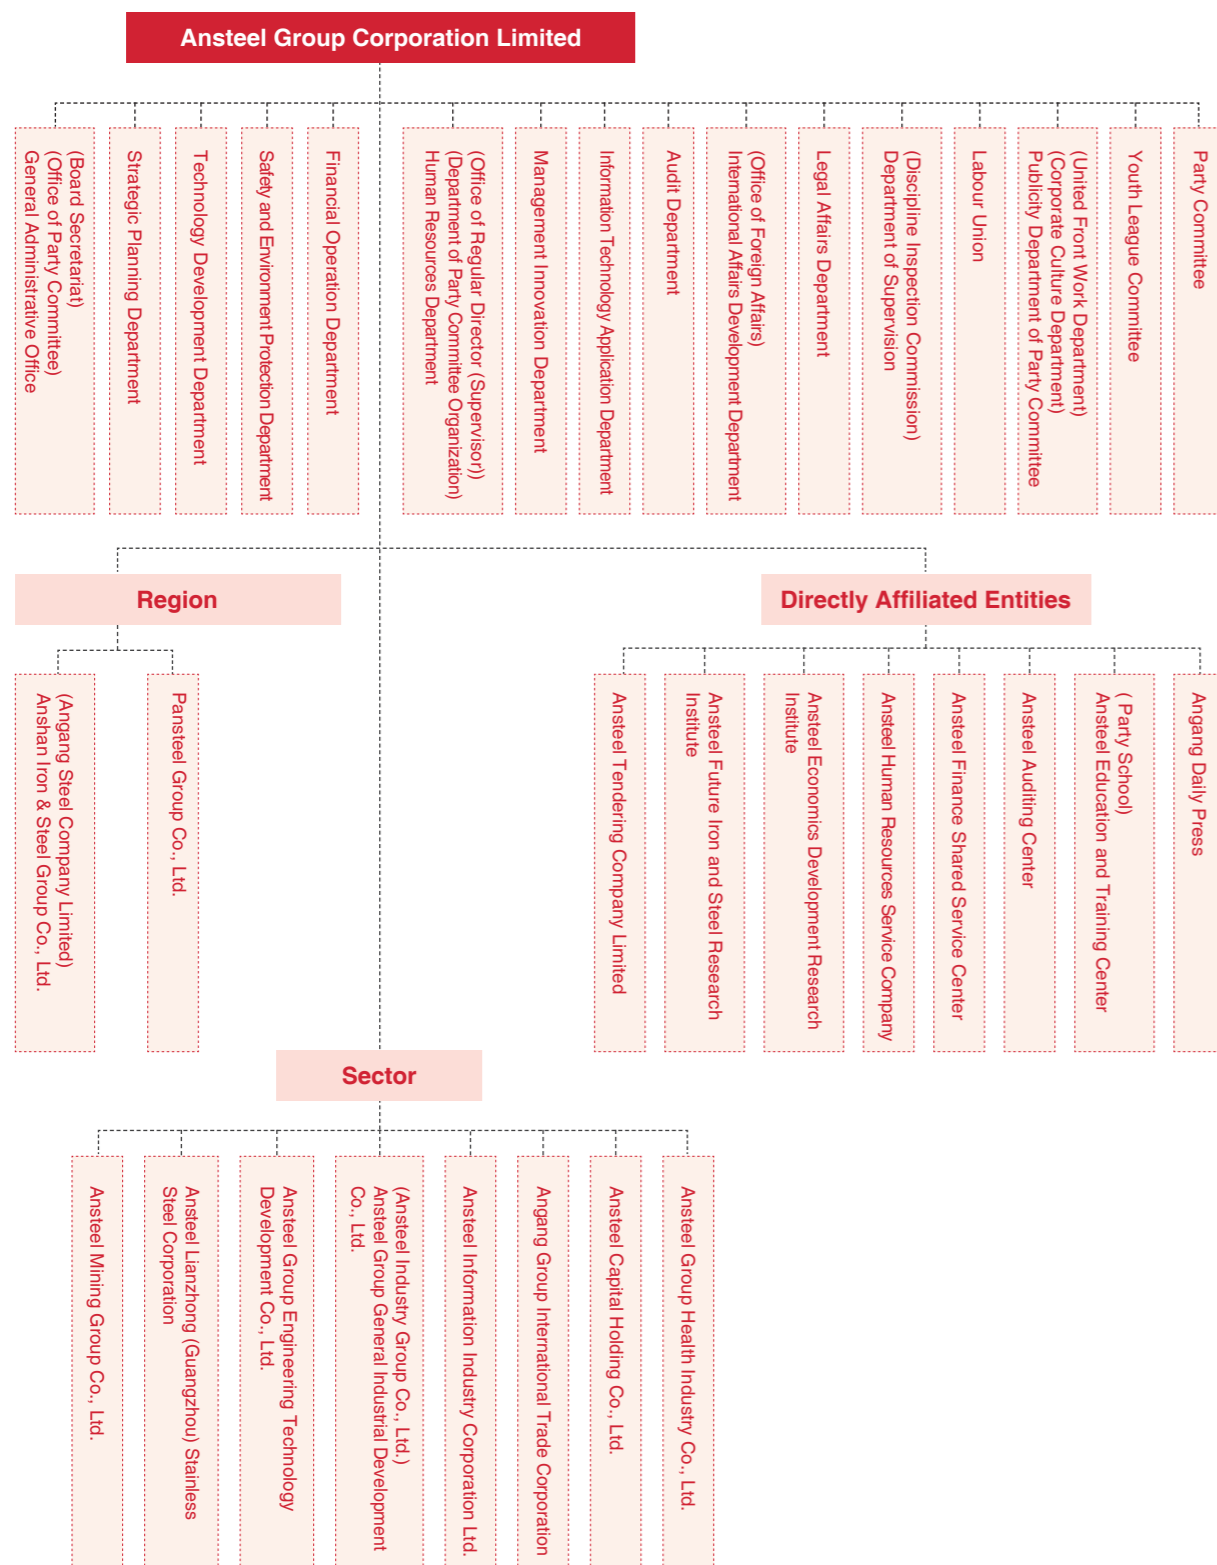 Ansteel Group Corporation Limited
(Board Secretariat)
(Office of Party Committee)
General Administrative Office
Strategic Planning Department
Technology Development Department
Safety and Environment Protection Department
Financial Operation Department
(Office of Regular Director (Supervisor))
(Department of Party Committee Organization)
Human Resources Department
Management Innovation Department
Information Technology Application Department
Audit Department
(Office of Foreign Affairs)
International Affairs Development Department
Legal Affairs Department
(Discipline Inspection Commission)
Department of Supervision
Labour Union
(United Front Work Department)
(Corporate Culture Department)
Publicity Department of Party Committee
Youth League Committee
Party Committee
Region
(Angang Steel Company Limited)
Anshan Iron & Steel Group Co., Ltd.
Pansteel Group Co., Ltd.
Directly Affiliated Entities
Ansteel Tendering Company Limited
Ansteel Future Iron and Steel Research
Institute
Ansteel Economics Development Research
Institute
Ansteel Human Resources Service Company
Ansteel Finance Shared Service Center
Ansteel Auditing Center
( Party School)
Ansteel Education and Training Center
Angang Daily Press
Sector
Ansteel Mining Group Co., Ltd.
Ansteel Lianzhong (Guangzhou) Stainless
Steel Corporation
Ansteel Group Engineering Technology
Development Co., Ltd.
(Ansteel Industry Group Co., Ltd.)
Ansteel Group General Industrial Development
Co., Ltd.
Ansteel Information Industry Corporation Ltd.
Angang Group International Trade Corporation
Ansteel Capital Holding Co., Ltd.
Ansteel Group Health Industry Co., Ltd.